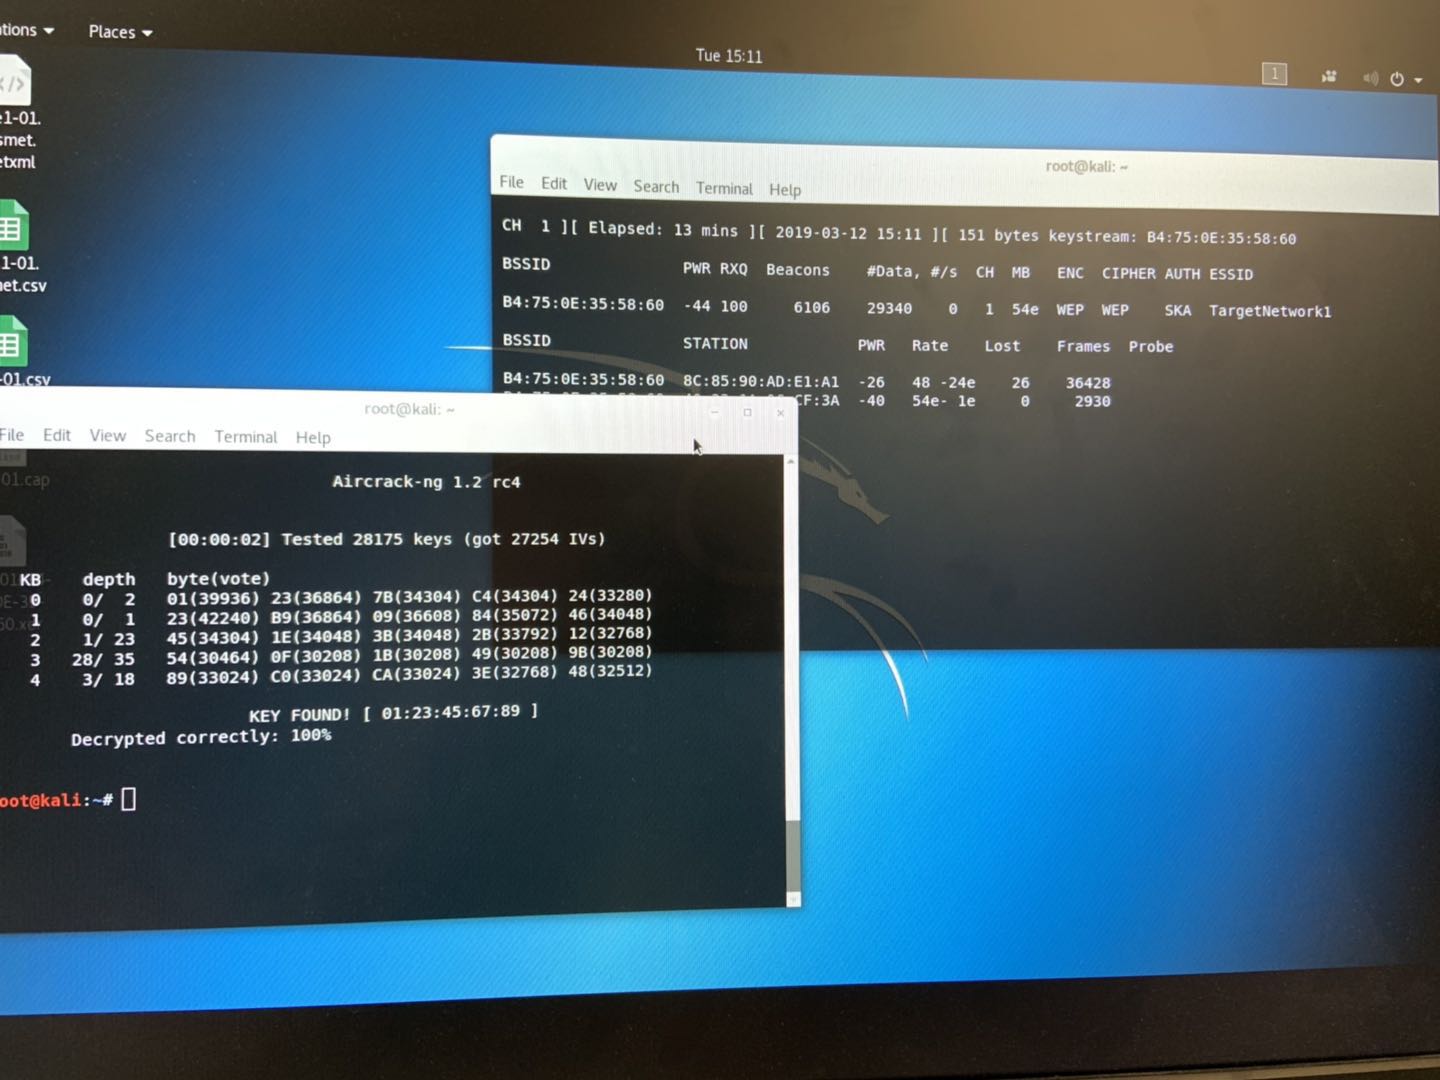 ations Places
Tue 15:11
1
e1-01.
smet.
etxml
1-01.
net.csv
-01.csv
01.cap
root@kali: ~
File Edit View Search Terminal Help
CH 1 ][ Elapsed: 13 mins ][ 2019-03-12 15:11 ][ 151 bytes keystream: B4:75:0E:35:58:60
BSSID PWR RXQ Beacons #Data, #/s CH MB ENC CIPHER AUTH ESSID
B4:75:0E:35:58:60 -44 100 6106 29340 0 1 54e WEP WEP SKA TargetNetwork1
BSSID STATION PWR Rate Lost Frames Probe
B4:75:0E:35:58:60 8C:85:90:AD:E1:A1 -26 48 -24e 26 36428
CF:3A -40 54e- 1e 0 2930
root@kali: ~
File Edit View Search Terminal Help
Aircrack-ng 1.2 rc4
[00:00:02] Tested 28175 keys (got 27254 IVs)
KB depth byte(vote)
0 0/ 2 01(39936) 23(36864) 7B(34304) C4(34304) 24(33280)
1 0/ 1 23(42240) B9(36864) 09(36608) 84(35072) 46(34048)
2 1/ 23 45(34304) 1E(34048) 3B(34048) 2B(33792) 12(32768)
3 28/ 35 54(30464) 0F(30208) 1B(30208) 49(30208) 9B(30208)
4 3/ 18 89(33024) C0(33024) CA(33024) 3E(32768) 48(32512)
KEY FOUND! [ 01:23:45:67:89 ]
Decrypted correctly: 100%
oot@kali:~#